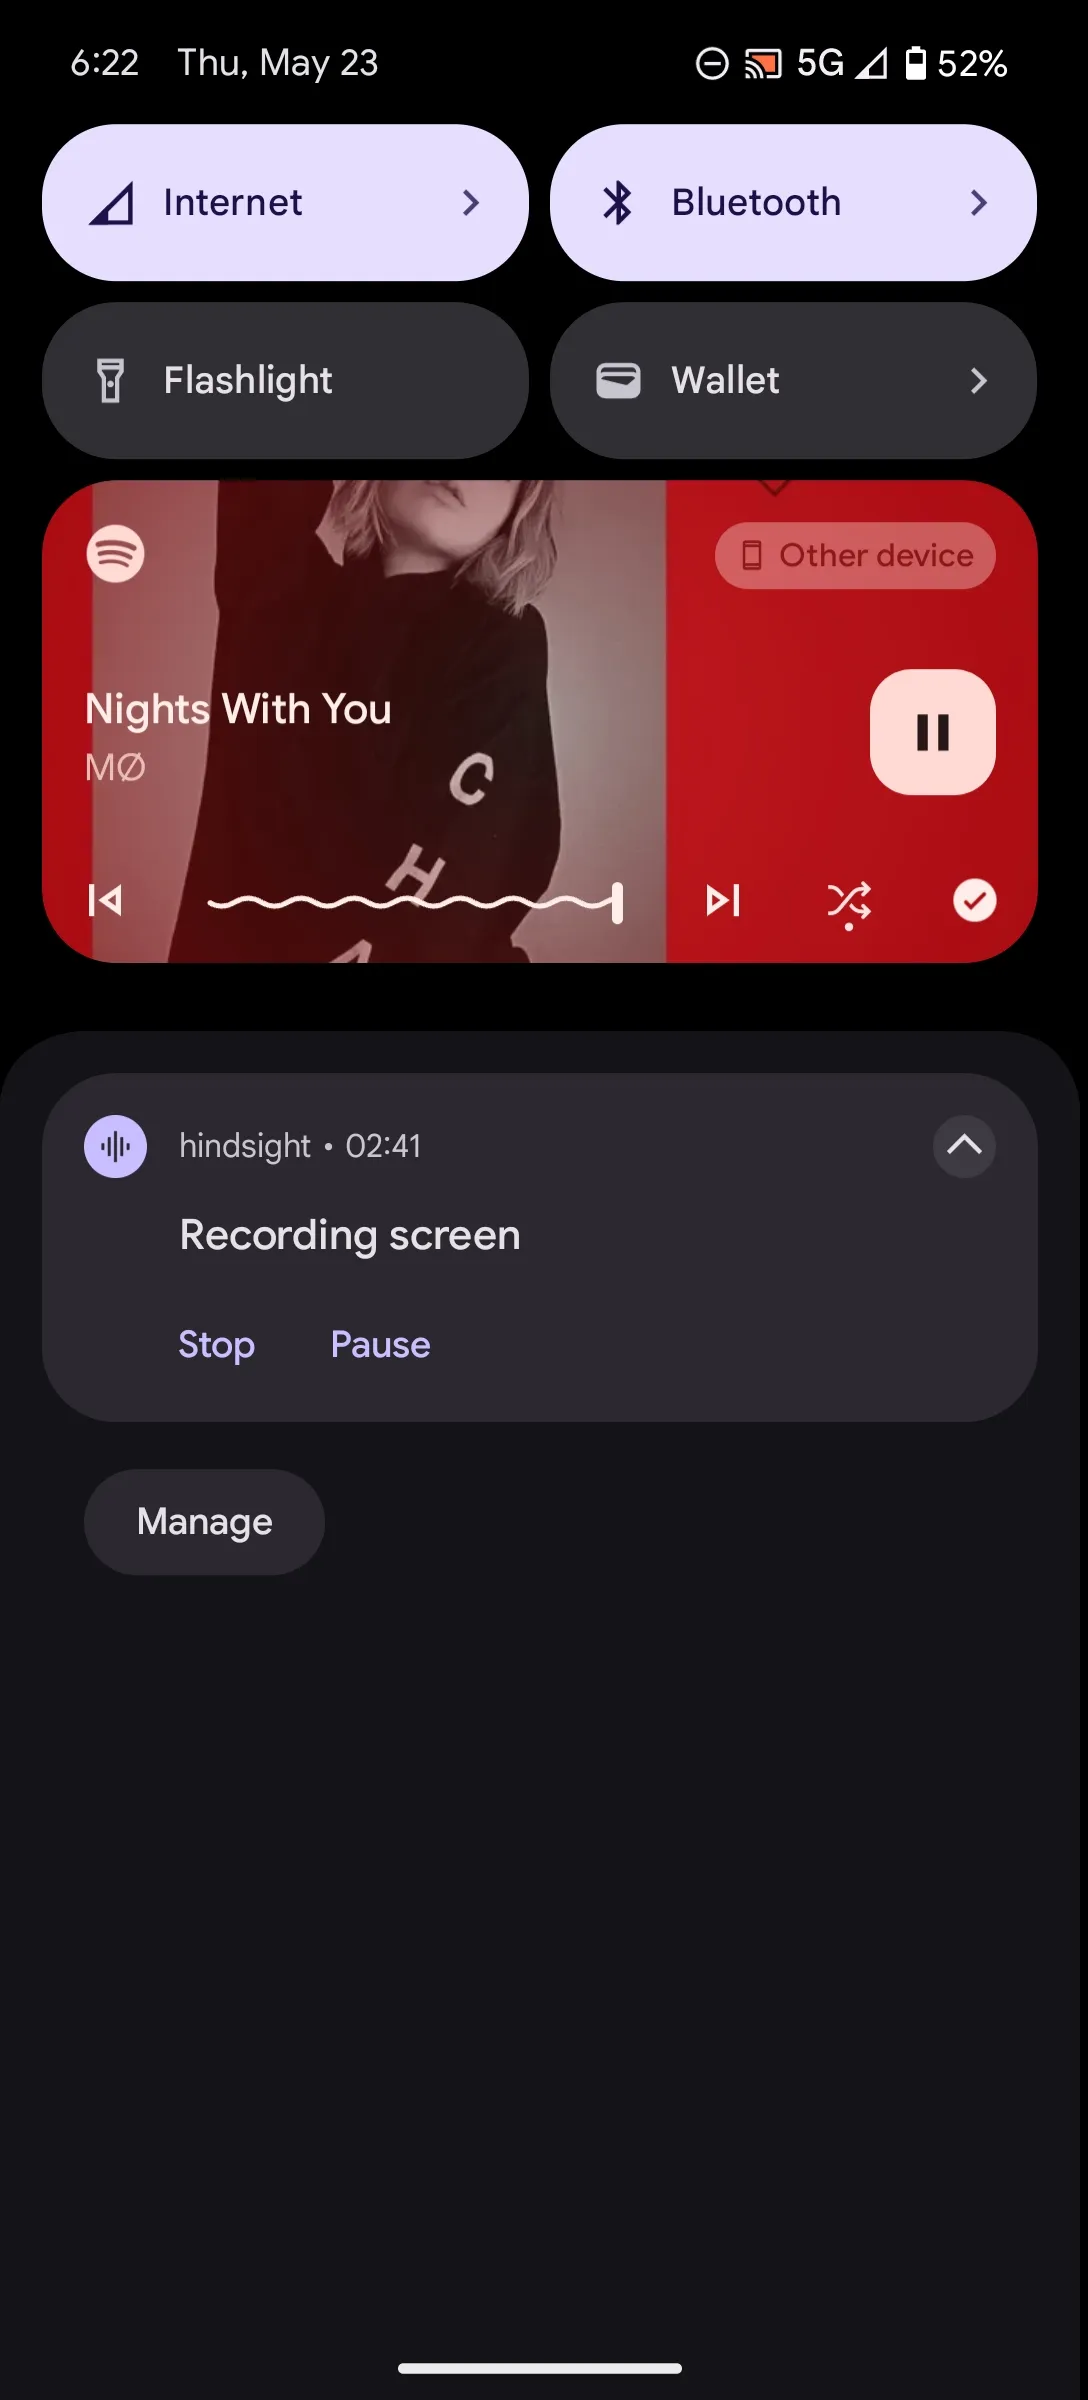 6:22 Thu, May 23 5G 52%
Internet Bluetooth
Flashlight Wallet
Other device
Nights With You
MØ
C
H
A
hindsight • 02:41
Recording screen
Stop Pause
Manage